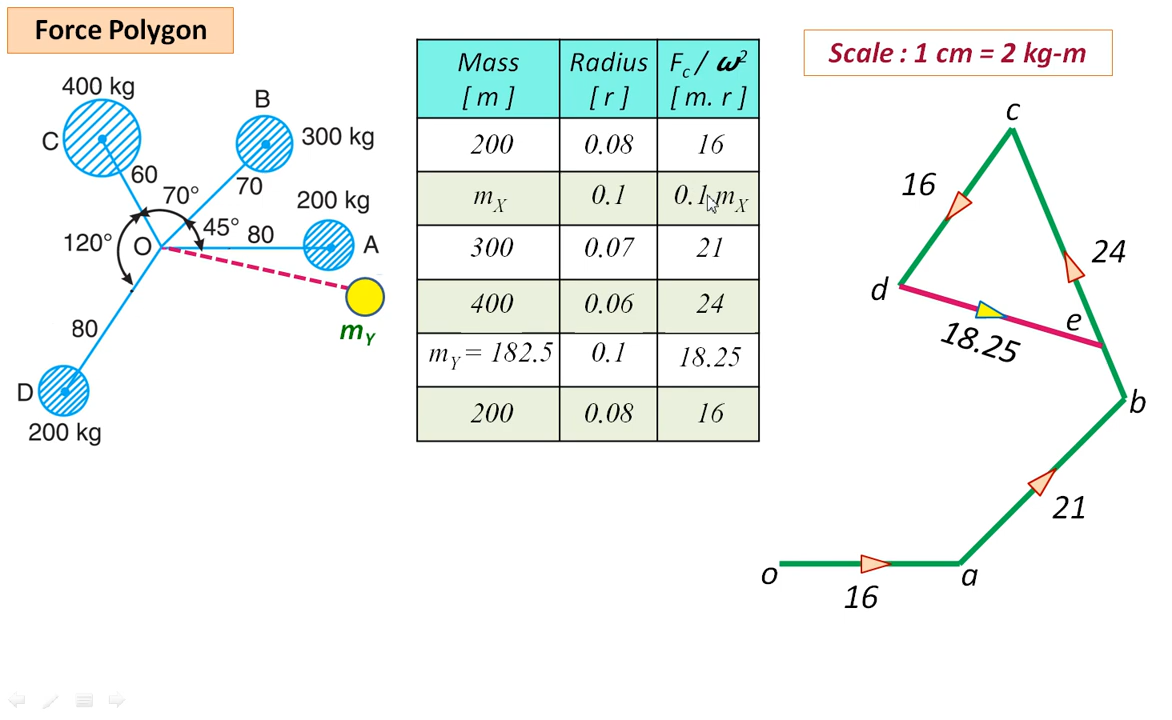 Force Polygon
Scale : 1 cm = 2 kg-m
400 kg
C
B
300 kg
60
70°
70
200 kg
45°
80
A
120°
O
m_Y
80
D
200 kg
Mass [ m ] Radius [ r ] F_c / ω² [ m. r ]
200 0.08 16
m_X 0.1 0.1 m_X
300 0.07 21
400 0.06 24
m_Y = 182.5 0.1 18.25
200 0.08 16
c
16
24
d
e
18.25
b
21
o
a
16